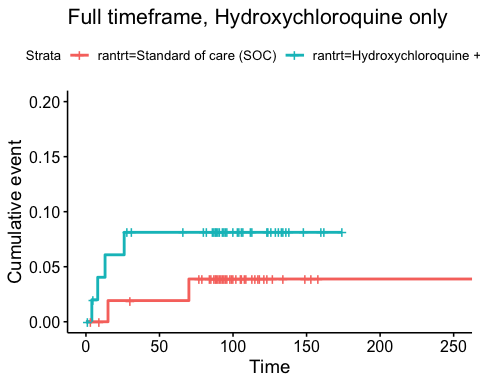 Full timeframe, Hydroxychloroquine only
Strata rantrt=Standard of care (SOC) rantrt=Hydroxychloroquine +
0.20
0.15
0.10
0.05
0.00
Cumulative event
0 50 100 150 200 250
Time